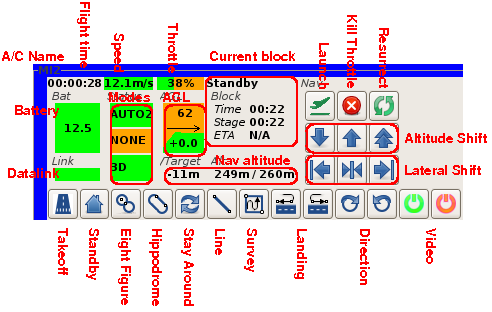 Flight time
Speed
Throttle
Launch
Kill Throttle
Resurrect
A/C Name
Current block
00:00:28
12.1m/s
38%
Standby
Nav
Bat
Modes
AGL
Block
Battery
12.5
AUTO2
62
Time 00:22
NONE
Stage 00:22
+0.0
ETA N/A
Altitude Shift
Link
3D
/Target
Nav altitude
Datalink
-11m
249m / 260m
Lateral Shift
Takeoff
Standby
Eight Figure
Hippodrome
Stay Around
Line
Survey
Landing
Direction
Video